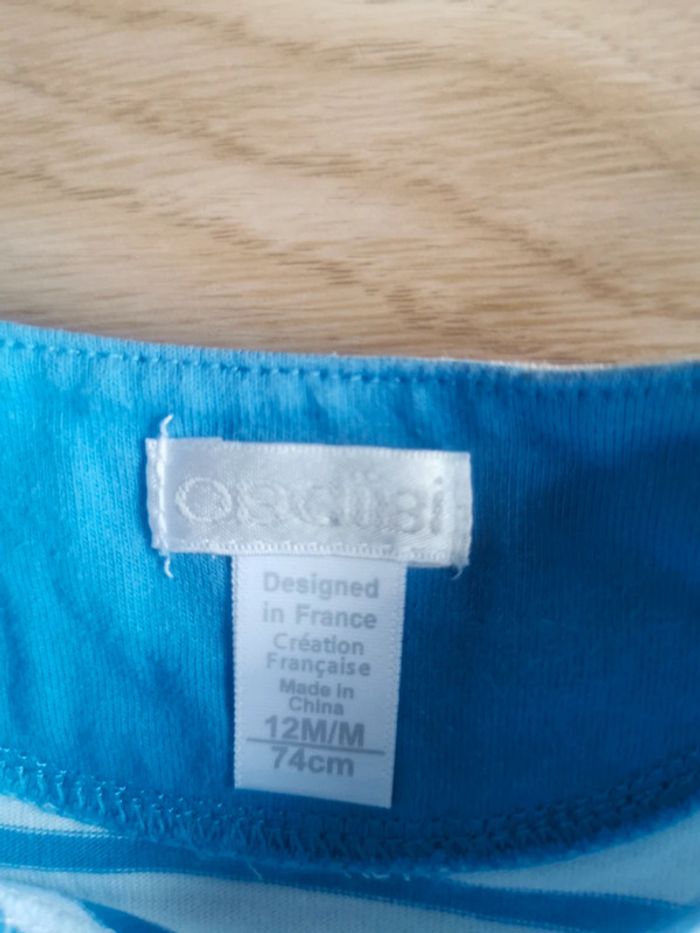 Designed
in France
Création
Française
Made in
China
12M/M
74cm